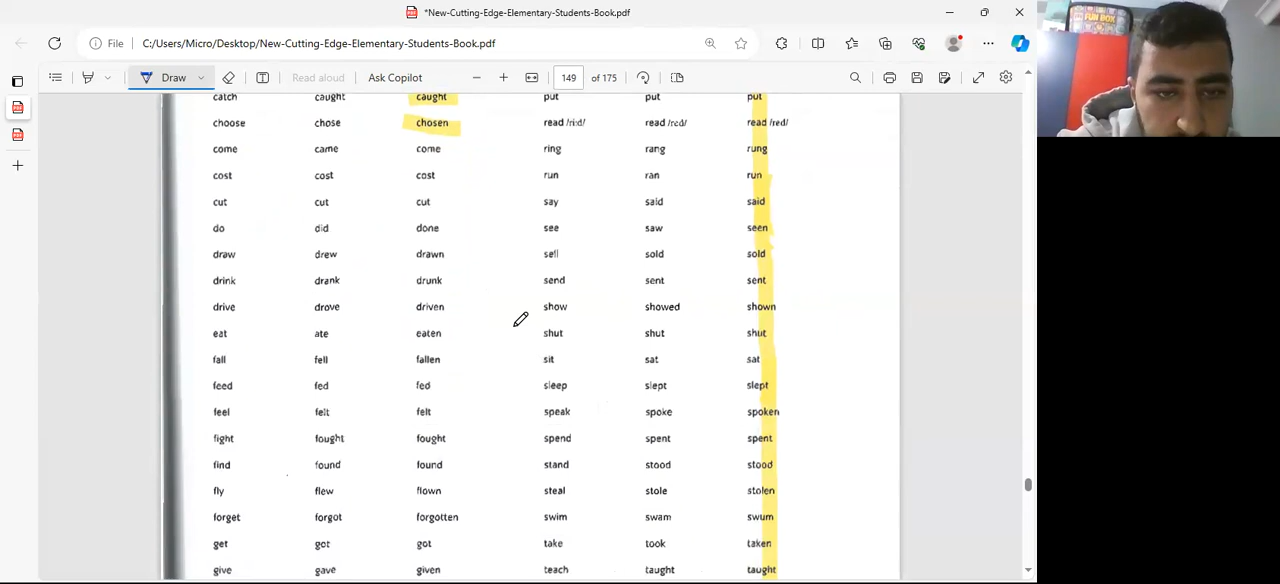 *New-Cutting-Edge-Elementary-Students-Book.pdf
File C:/Users/Micro/Desktop/New-Cutting-Edge-Elementary-Students-Book.pdf
Draw Read aloud Ask Copilot 149 of 175
FUN BOX
catch caught caught put put put
choose chose chosen read /riːd/ read /red/ read /red/
come came come ring rang rung
cost cost cost run ran run
cut cut cut say said said
do did done see saw seen
draw drew drawn sell sold sold
drink drank drunk send sent sent
drive drove driven show showed shown
eat ate eaten shut shut shut
fall fell fallen sit sat sat
feed fed fed sleep slept slept
feel felt felt speak spoke spoken
fight fought fought spend spent spent
find found found stand stood stood
fly flew flown steal stole stolen
forget forgot forgotten swim swam swum
get got got take took taken
give gave given teach taught taught